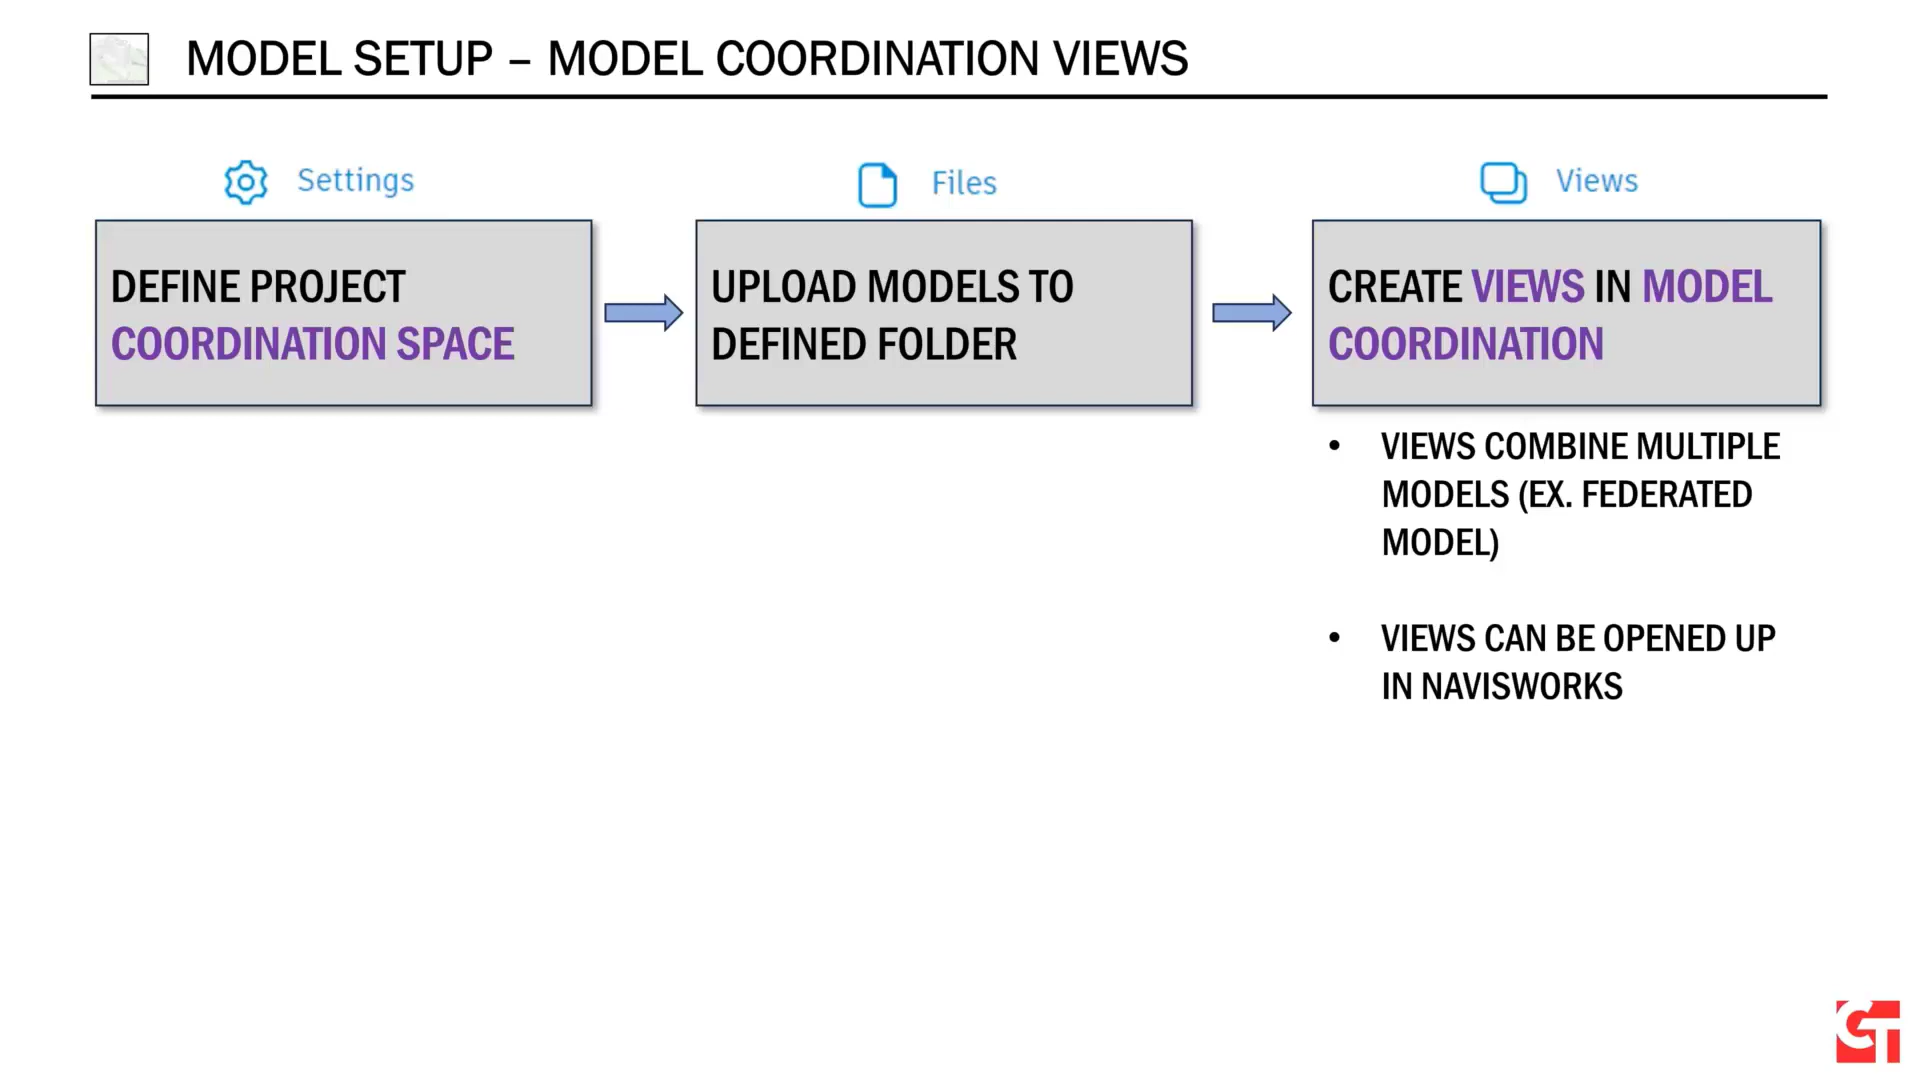 MODEL SETUP – MODEL COORDINATION VIEWS
Settings
DEFINE PROJECT
COORDINATION SPACE
Files
UPLOAD MODELS TO
DEFINED FOLDER
Views
CREATE VIEWS IN MODEL
COORDINATION
• VIEWS COMBINE MULTIPLE
MODELS (EX. FEDERATED
MODEL)
• VIEWS CAN BE OPENED UP
IN NAVISWORKS
GT